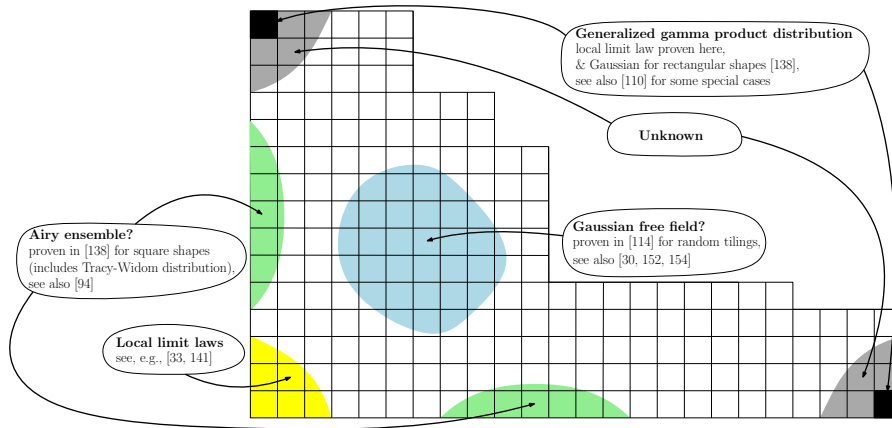 Generalized gamma product distribution
local limit law proven here,
& Gaussian for rectangular shapes [138],
see also [110] for some special cases
Unknown
Airy ensemble?
proven in [138] for square shapes
(includes Tracy-Widom distribution),
see also [94]
Gaussian free field?
proven in [114] for random tilings,
see also [30, 152, 154]
Local limit laws
see, e.g., [33, 141]